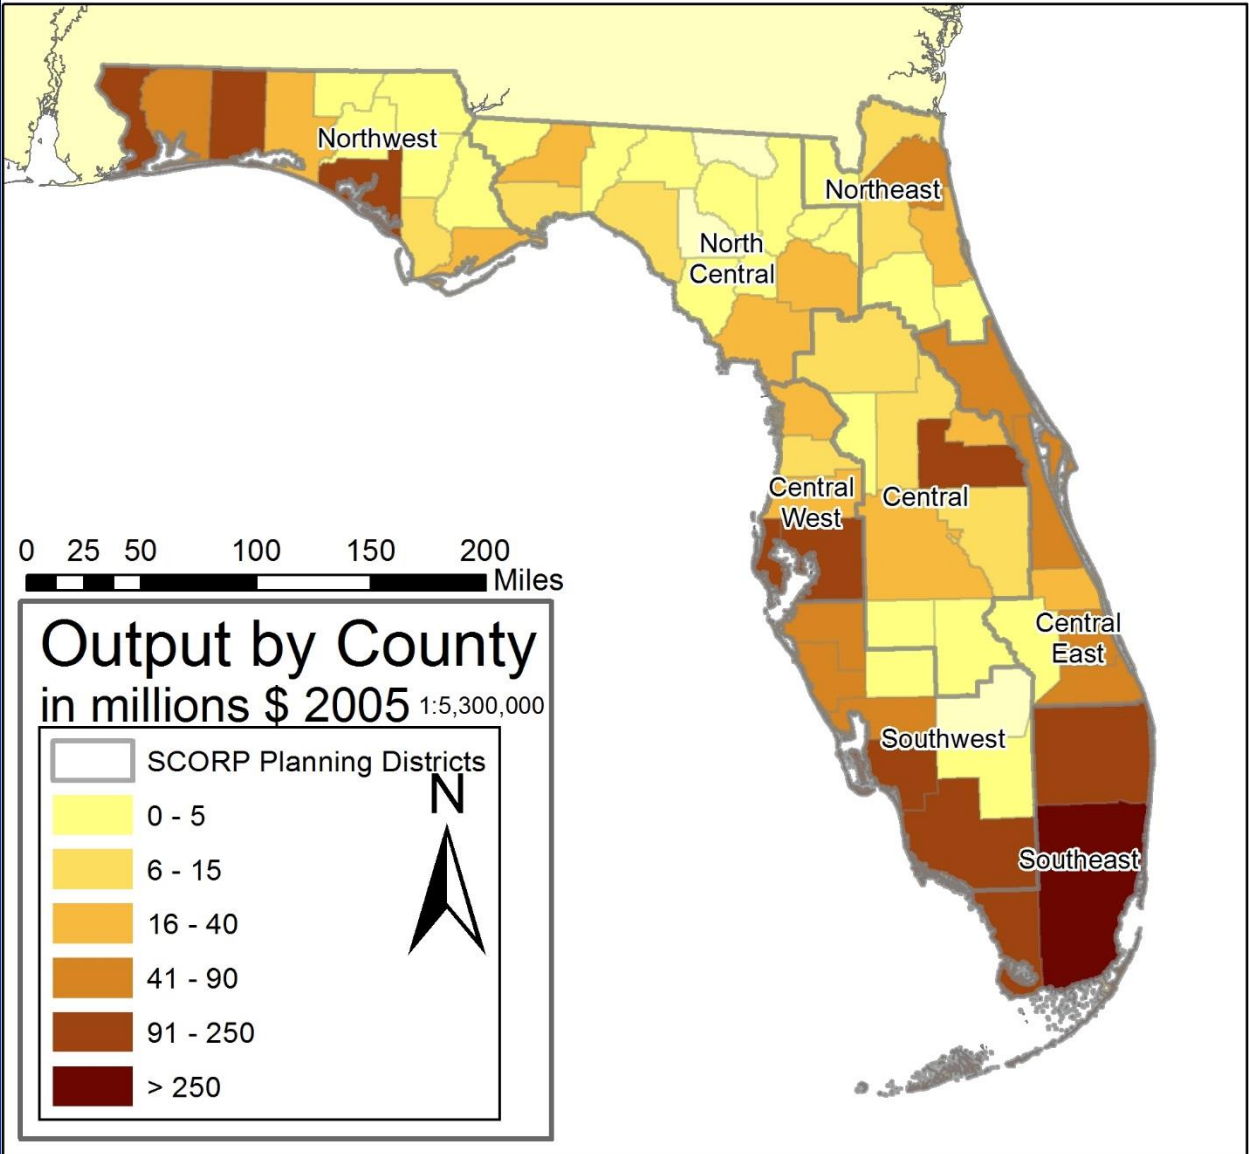 Northwest
Northeast
North
Central
Central
West
Central
Central
East
Southwest
Southeast
0 25 50 100 150 200
Miles
Output by County
in millions $ 2005 1:5,300,000
SCORP Planning Districts
N
0 - 5
6 - 15
16 - 40
41 - 90
91 - 250
> 250